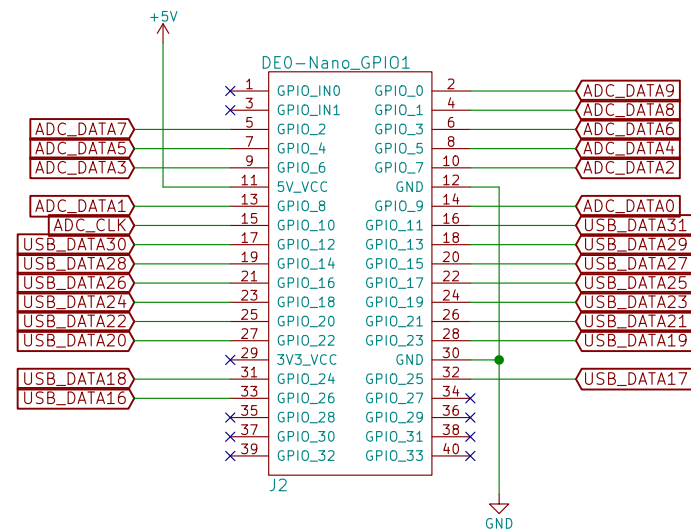 +5V
DE0-Nano_GPIO1
1 GPIO_IN0 GPIO_0 2 ADC_DATA9
3 GPIO_IN1 GPIO_1 4 ADC_DATA8
ADC_DATA7 5 GPIO_2 GPIO_3 6 ADC_DATA6
ADC_DATA5 7 GPIO_4 GPIO_5 8 ADC_DATA4
ADC_DATA3 9 GPIO_6 GPIO_7 10 ADC_DATA2
11 5V_VCC GND 12
ADC_DATA1 13 GPIO_8 GPIO_9 14 ADC_DATA0
ADC_CLK 15 GPIO_10 GPIO_11 16 USB_DATA31
USB_DATA30 17 GPIO_12 GPIO_13 18 USB_DATA29
USB_DATA28 19 GPIO_14 GPIO_15 20 USB_DATA27
USB_DATA26 21 GPIO_16 GPIO_17 22 USB_DATA25
USB_DATA24 23 GPIO_18 GPIO_19 24 USB_DATA23
USB_DATA22 25 GPIO_20 GPIO_21 26 USB_DATA21
USB_DATA20 27 GPIO_22 GPIO_23 28 USB_DATA19
29 3V3_VCC GND 30
USB_DATA18 31 GPIO_24 GPIO_25 32 USB_DATA17
USB_DATA16 33 GPIO_26 GPIO_27 34
35 GPIO_28 GPIO_29 36
37 GPIO_30 GPIO_31 38
39 GPIO_32 GPIO_33 40
J2
GND